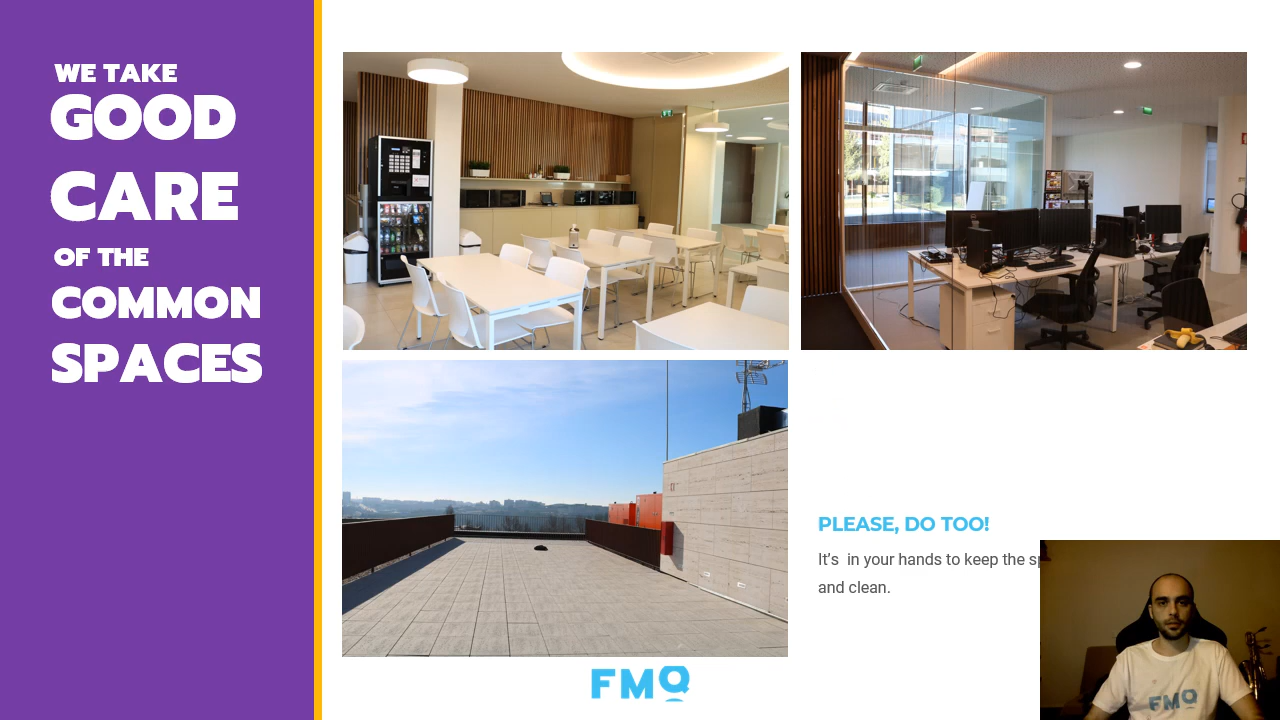 WE TAKE
GOOD
CARE
OF THE
COMMON
SPACES
PLEASE, DO TOO!
It's in your hands to keep the
and clean.
FMQ
FMQ